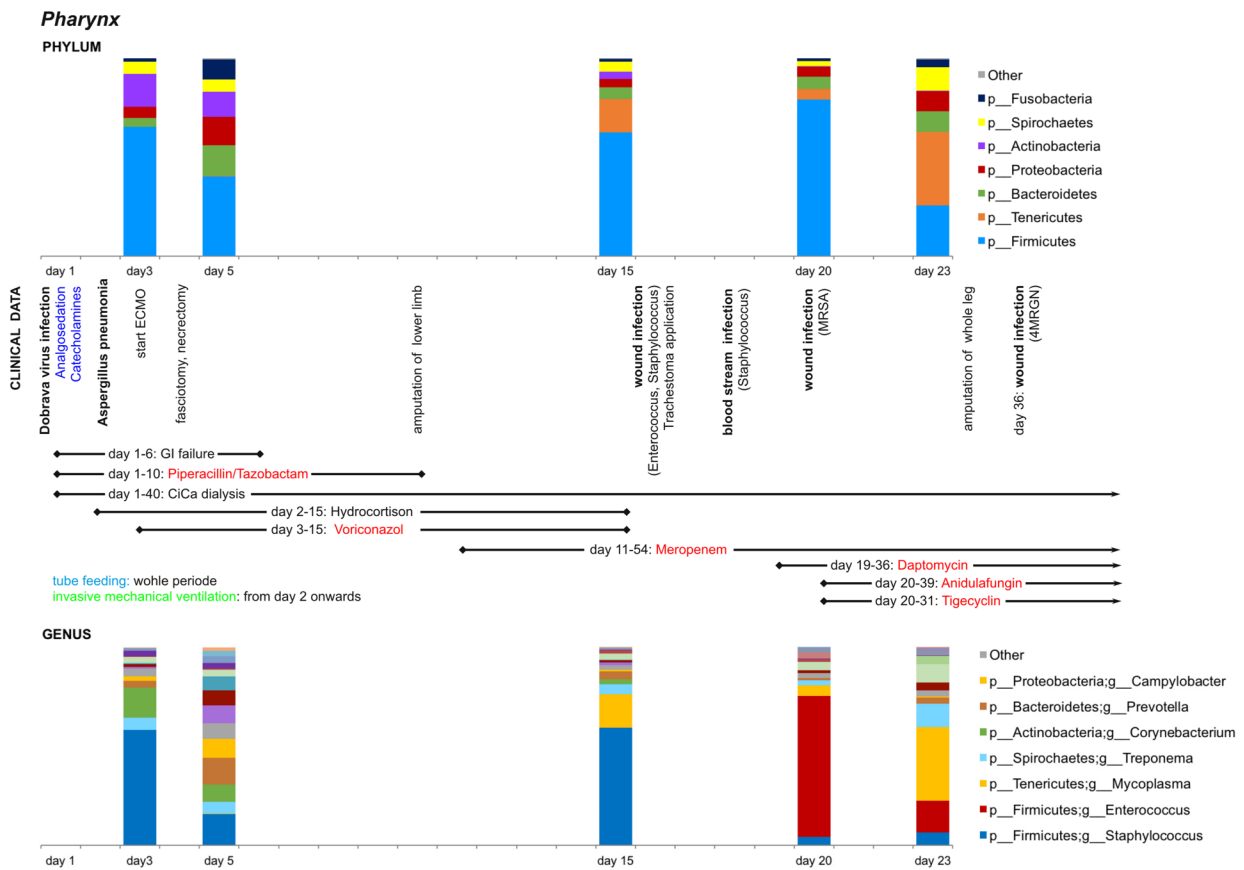 Pharynx
PHYLUM
Other
p__Fusobacteria
p__Spirochaetes
p__Actinobacteria
p__Proteobacteria
p__Bacteroidetes
p__Tenericutes
p__Firmicutes
day 1
day3
day 5
day 15
day 20
day 23
CLINICAL DATA
Dobrava virus infection
Analgosedation
Catecholamines
Aspergillus pneumonia
start ECMO
fasciotomy, necrectomy
amputation of lower limb
wound infection
(Enterococcus, Staphylococcus)
Trachestoma application
blood stream infection
(Staphylococcus)
wound infection
(MRSA)
amputation of whole leg
day 36: wound infection
(4MRGN)
day 1-6: GI failure
day 1-10: Piperacillin/Tazobactam
day 1-40: CiCa dialysis
day 2-15: Hydrocortison
day 3-15: Voriconazol
day 11-54: Meropenem
day 19-36: Daptomycin
day 20-39: Anidulafungin
day 20-31: Tigecyclin
tube feeding: wohle periode
invasive mechanical ventilation: from day 2 onwards
GENUS
Other
p__Proteobacteria;g__Campylobacter
p__Bacteroidetes;g__Prevotella
p__Actinobacteria;g__Corynebacterium
p__Spirochaetes;g__Treponema
p__Tenericutes;g__Mycoplasma
p__Firmicutes;g__Enterococcus
p__Firmicutes;g__Staphylococcus
day 1
day3
day 5
day 15
day 20
day 23